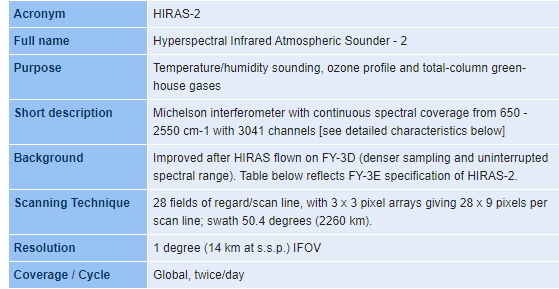 Acronym HIRAS-2
Full name Hyperspectral Infrared Atmospheric Sounder - 2
Purpose Temperature/humidity sounding, ozone profile and total-column green-
house gases
Short description Michelson interferometer with continuous spectral coverage from 650 -
2550 cm-1 with 3041 channels [see detailed characteristics below]
Background Improved after HIRAS flown on FY-3D (denser sampling and uninterrupted
spectral range). Table below reflects FY-3E specification of HIRAS-2.
Scanning Technique 28 fields of regard/scan line, with 3 x 3 pixel arrays giving 28 x 9 pixels per
scan line; swath 50.4 degrees (2260 km).
Resolution 1 degree (14 km at s.s.p.) IFOV
Coverage / Cycle Global, twice/day